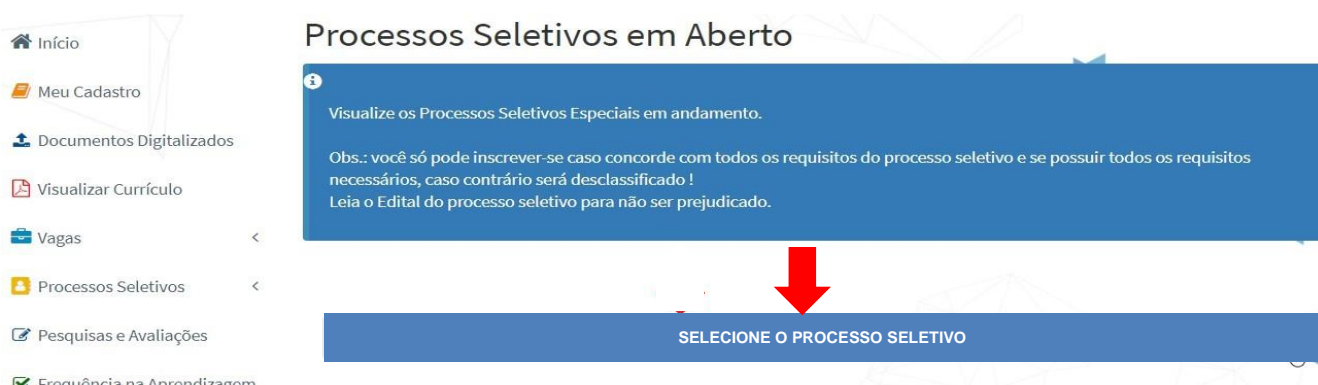 Início
Meu Cadastro
Documentos Digitalizados
Visualizar Currículo
Vagas
Processos Seletivos
Pesquisas e Avaliações
Frequência na Aprendizagem
Processos Seletivos em Aberto
Visualize os Processos Seletivos Especiais em andamento.
Obs.: você só pode inscrever-se caso concorde com todos os requisitos do processo seletivo e se possuir todos os requisitos
necessários, caso contrário será desclassificado !
Leia o Edital do processo seletivo para não ser prejudicado.
SELECIONE O PROCESSO SELETIVO